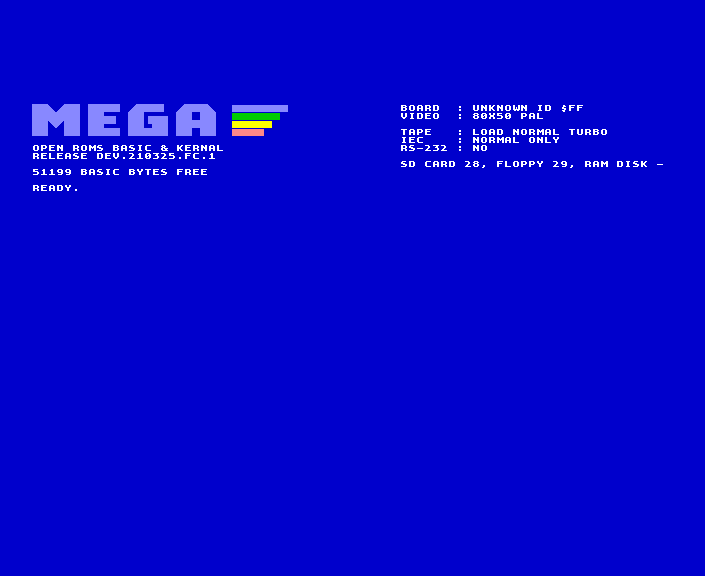 MEGA
OPEN ROMS BASIC & KERNAL
RELEASE DEV.210325.FC.1
51199 BASIC BYTES FREE
READY.
BOARD : UNKNOWN ID $FF
VIDEO : 80X50 PAL
TAPE : LOAD NORMAL TURBO
IEC : NORMAL ONLY
RS-232 : NO
SD CARD 28, FLOPPY 29, RAM DISK -